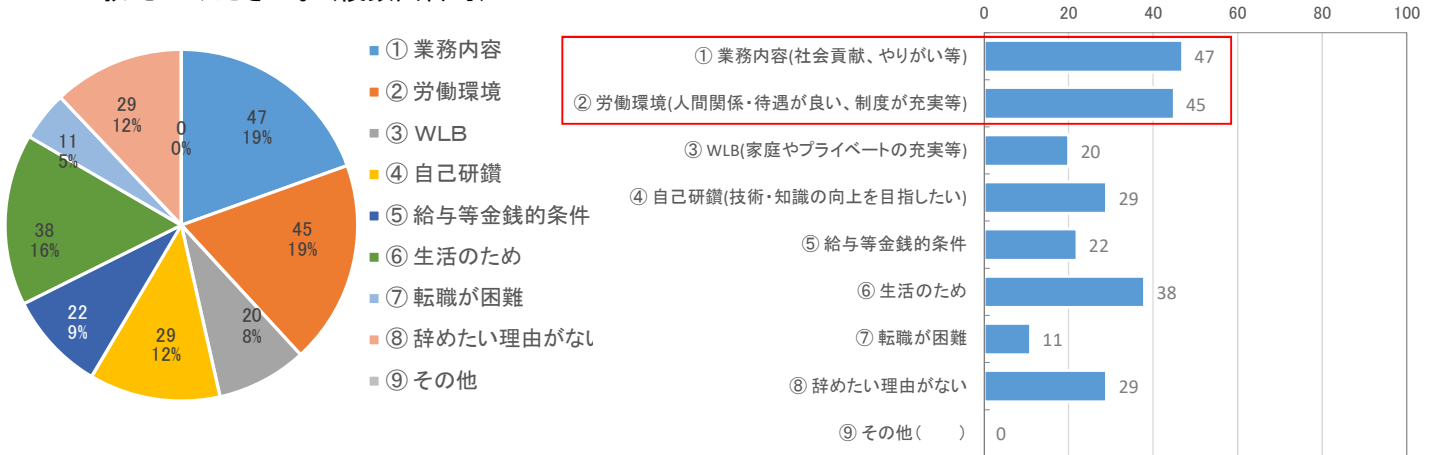 47
19%
45
19%
20
8%
29
12%
22
9%
38
16%
11
5%
29
12%
0
0%
① 業務内容
② 労働環境
③ WLB
④ 自己研鑽
⑤ 給与等金銭的条件
⑥ 生活のため
⑦ 転職が困難
⑧ 辞めたい理由がない
⑨ その他
0 20 40 60 80 100
① 業務内容(社会貢献、やりがい等) 47
② 労働環境(人間関係・待遇が良い、制度が充実等) 45
③ WLB(家庭やプライベートの充実等) 20
④ 自己研鑽(技術・知識の向上を目指したい) 29
⑤ 給与等金銭的条件 22
⑥ 生活のため 38
⑦ 転職が困難 11
⑧ 辞めたい理由がない 29
⑨ その他(　　) 0